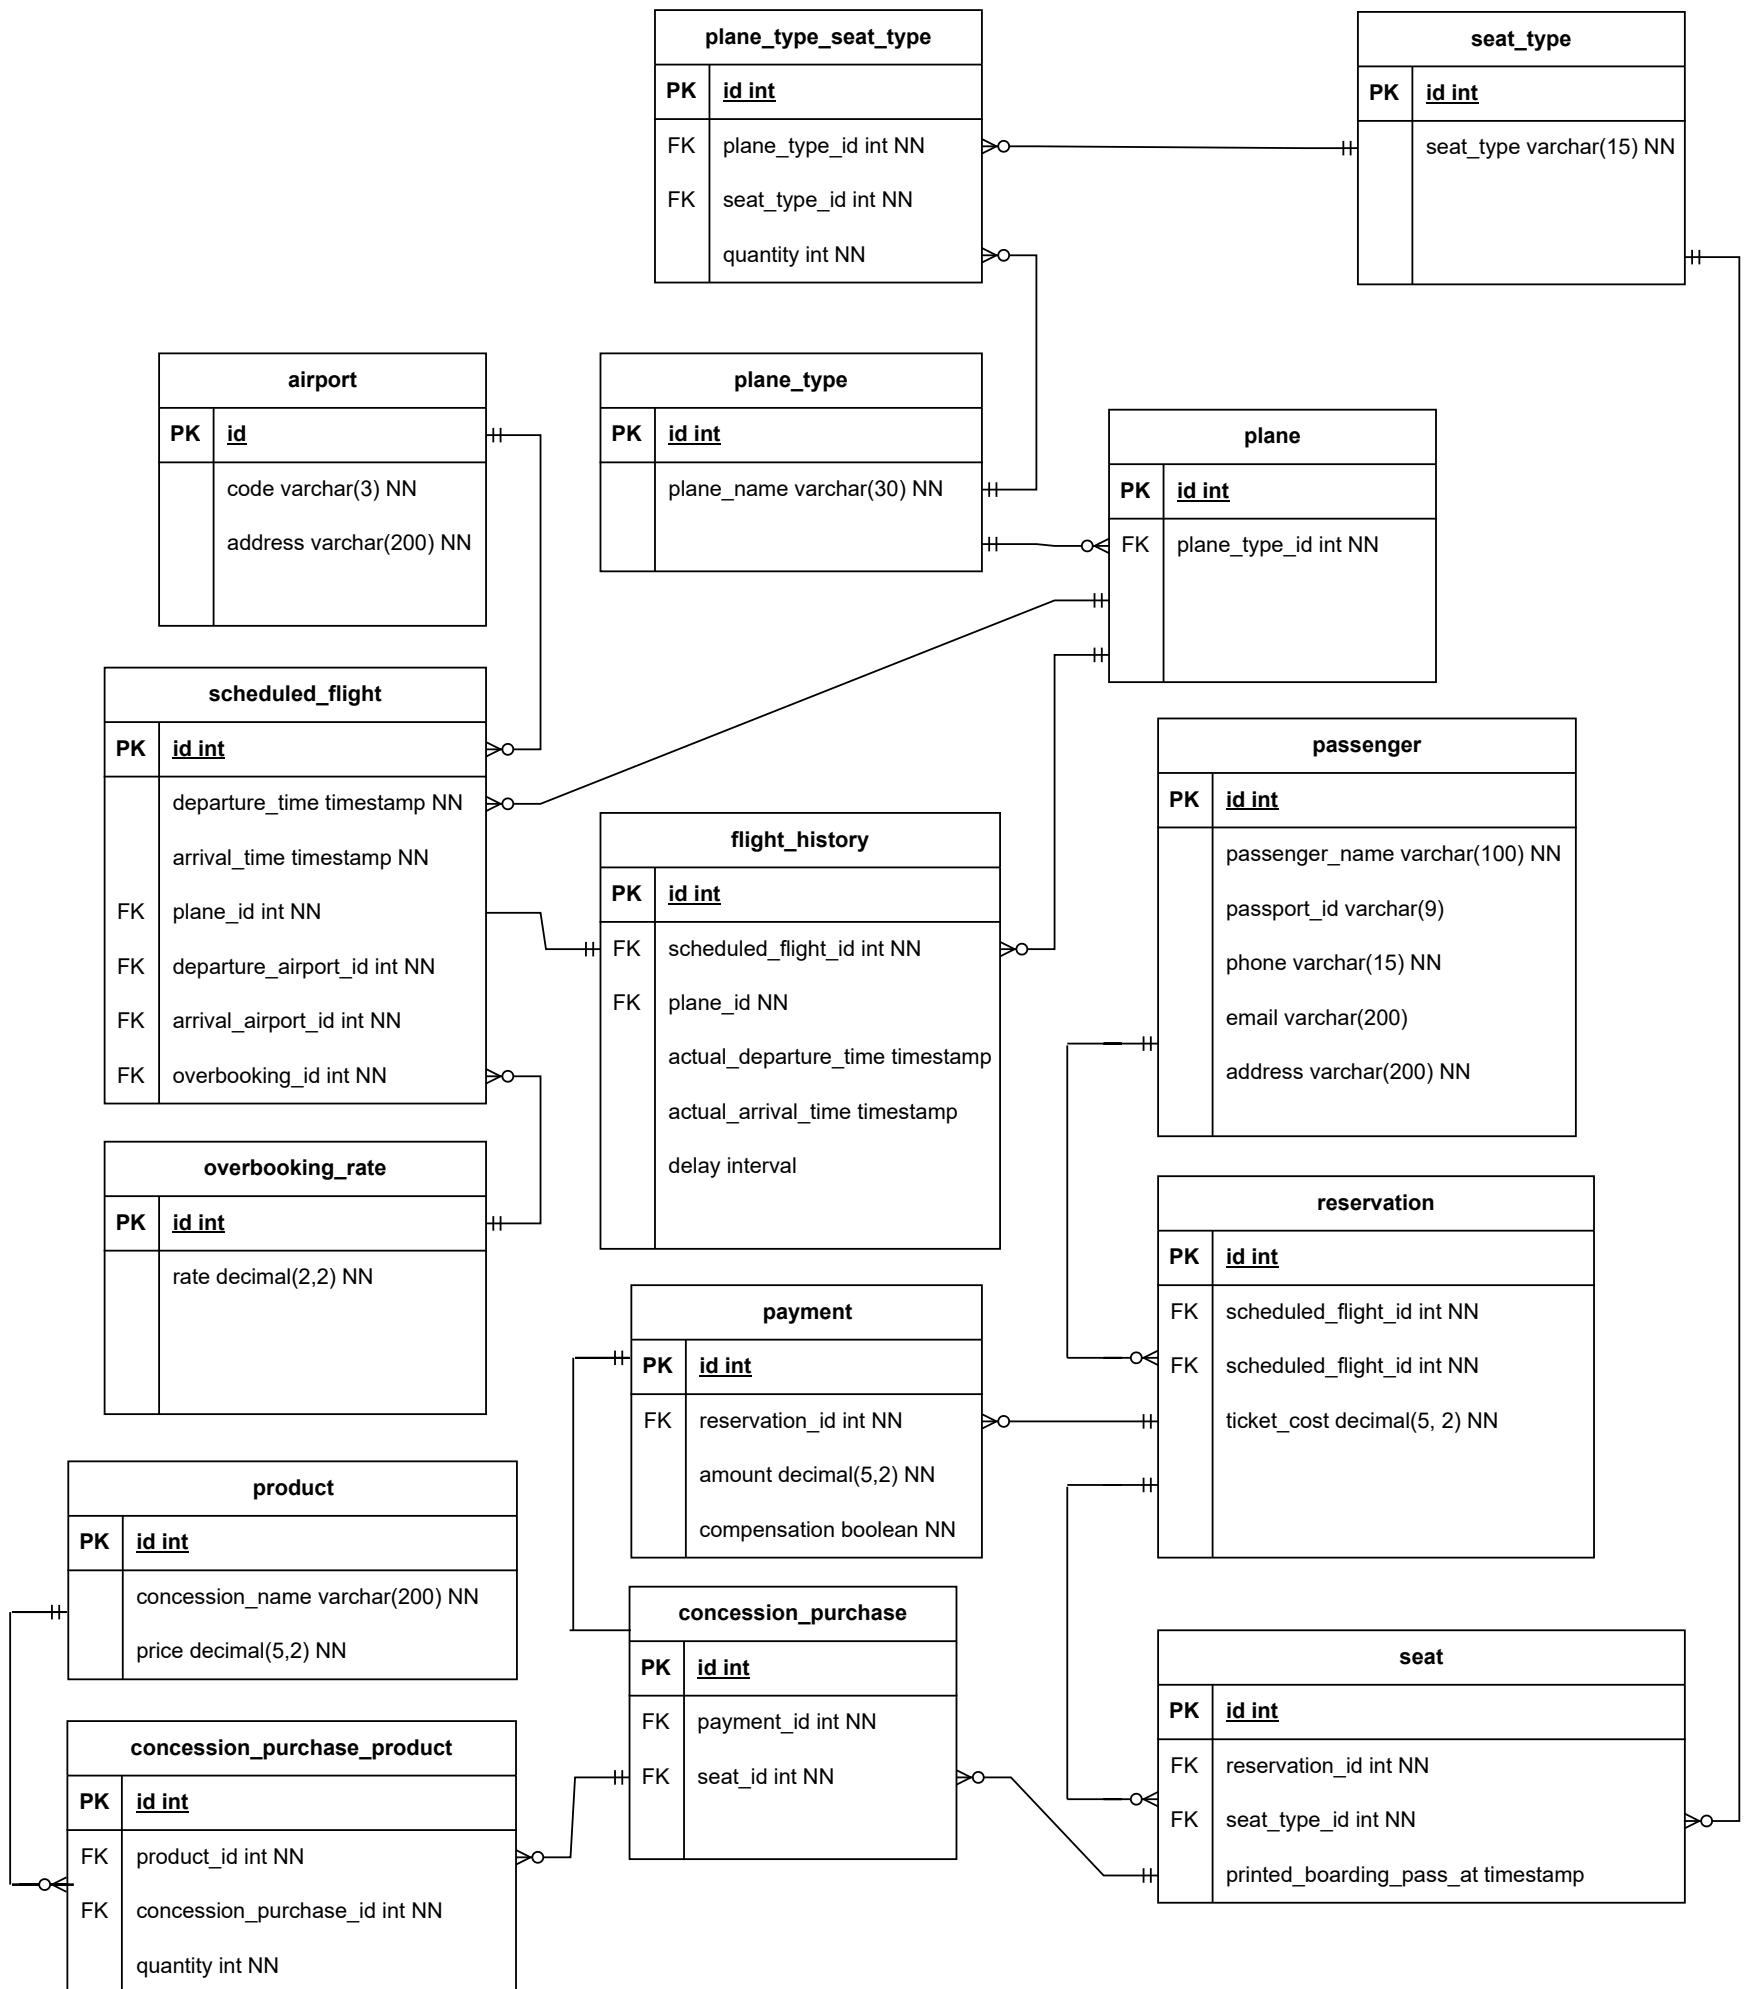 plane_type_seat_type
PK id int
FK plane_type_id int NN
FK seat_type_id int NN
quantity int NN
seat_type
PK id int
seat_type varchar(15) NN
airport
PK id
code varchar(3) NN
address varchar(200) NN
plane_type
PK id int
plane_name varchar(30) NN
plane
PK id int
FK plane_type_id int NN
scheduled_flight
PK id int
departure_time timestamp NN
arrival_time timestamp NN
FK plane_id int NN
FK departure_airport_id int NN
FK arrival_airport_id int NN
FK overbooking_id int NN
flight_history
PK id int
FK scheduled_flight_id int NN
FK plane_id NN
actual_departure_time timestamp
actual_arrival_time timestamp
delay interval
passenger
PK id int
passenger_name varchar(100) NN
passport_id varchar(9)
phone varchar(15) NN
email varchar(200)
address varchar(200) NN
overbooking_rate
PK id int
rate decimal(2,2) NN
payment
PK id int
FK reservation_id int NN
amount decimal(5,2) NN
compensation boolean NN
reservation
PK id int
FK scheduled_flight_id int NN
FK scheduled_flight_id int NN
ticket_cost decimal(5, 2) NN
product
PK id int
concession_name varchar(200) NN
price decimal(5,2) NN
concession_purchase
PK id int
FK payment_id int NN
FK seat_id int NN
seat
PK id int
FK reservation_id int NN
FK seat_type_id int NN
printed_boarding_pass_at timestamp
concession_purchase_product
PK id int
FK product_id int NN
FK concession_purchase_id int NN
quantity int NN